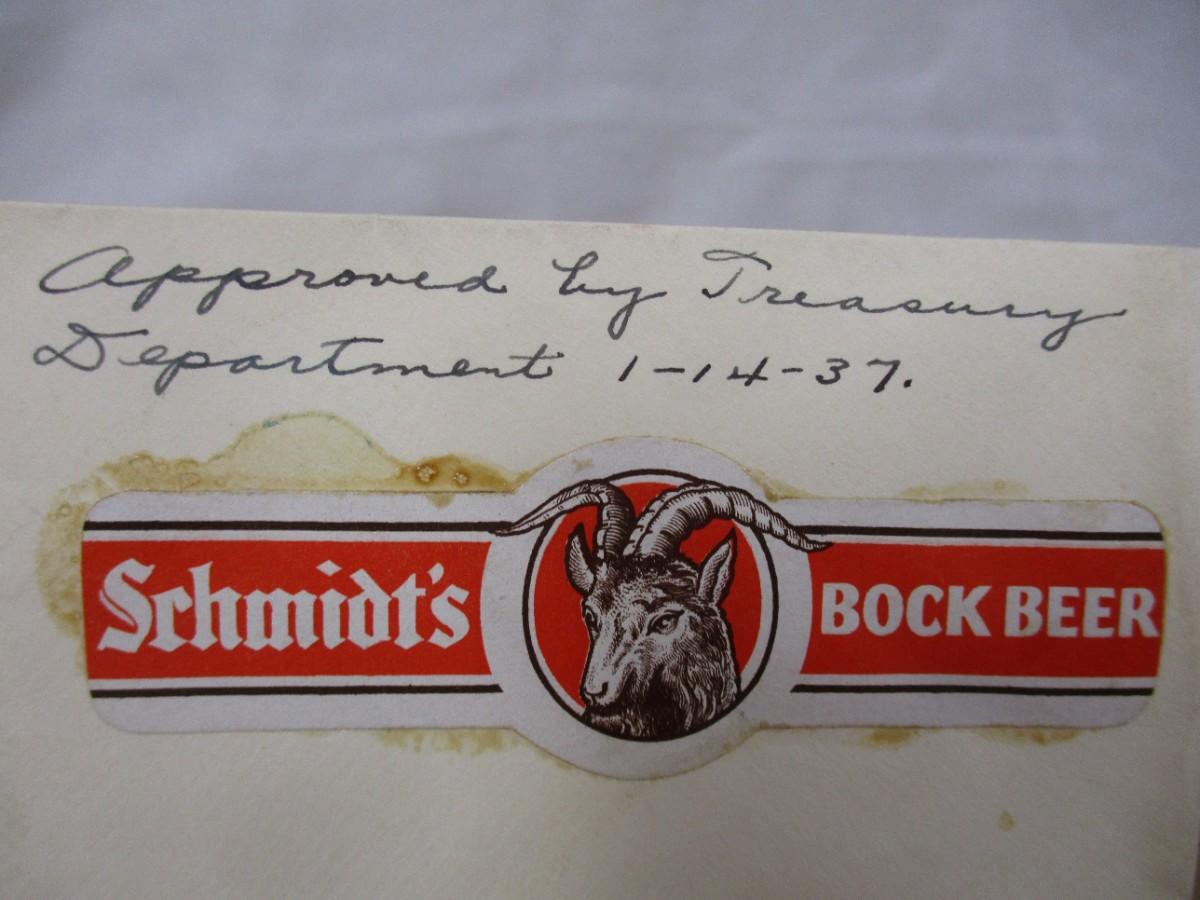 Approved by Treasury
Department 1-14-37.
Schmidt's BOCK BEER